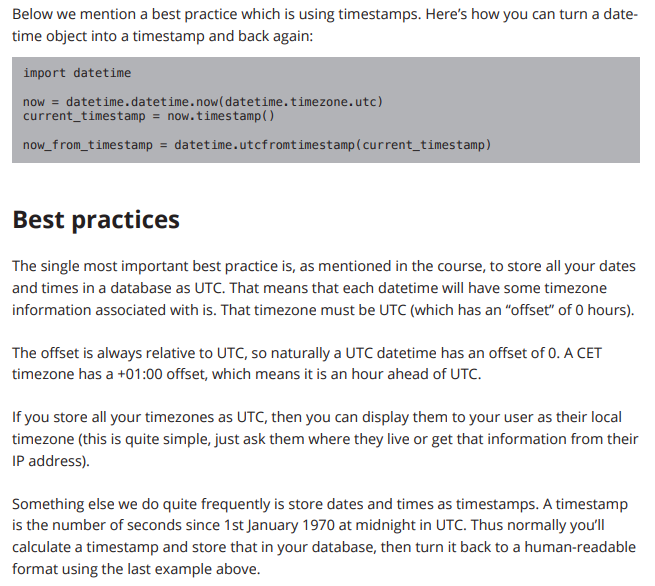 Below we mention a best practice which is using timestamps. Here’s how you can turn a date-
time object into a timestamp and back again:
import datetime
now = datetime.datetime.now(datetime.timezone.utc)
current_timestamp = now.timestamp()
now_from_timestamp = datetime.utcfromtimestamp(current_timestamp)
Best practices
The single most important best practice is, as mentioned in the course, to store all your dates
and times in a database as UTC. That means that each datetime will have some timezone
information associated with is. That timezone must be UTC (which has an “offset” of 0 hours).
The offset is always relative to UTC, so naturally a UTC datetime has an offset of 0. A CET
timezone has a +01:00 offset, which means it is an hour ahead of UTC.
If you store all your timezones as UTC, then you can display them to your user as their local
timezone (this is quite simple, just ask them where they live or get that information from their
IP address).
Something else we do quite frequently is store dates and times as timestamps. A timestamp
is the number of seconds since 1st January 1970 at midnight in UTC. Thus normally you’ll
calculate a timestamp and store that in your database, then turn it back to a human-readable
format using the last example above.